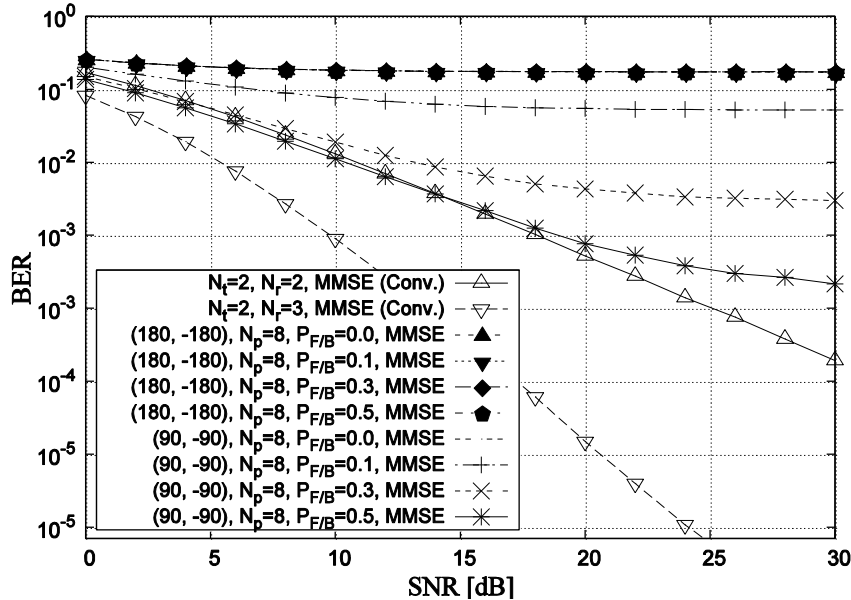 10^0
10^-1
10^-2
10^-3
10^-3
10^-4
10^-5
10^-5
BER
N_t=2, N_r=2, MMSE (Conv.)
N_t=2, N_r=3, MMSE (Conv.)
(180, -180), N_p=8, P_F/B=0.0, MMSE
(180, -180), N_p=8, P_F/B=0.1, MMSE
(180, -180), N_p=8, P_F/B=0.3, MMSE
(180, -180), N_p=8, P_F/B=0.5, MMSE
(90, -90), N_p=8, P_F/B=0.0, MMSE
(90, -90), N_p=8, P_F/B=0.1, MMSE
(90, -90), N_p=8, P_F/B=0.3, MMSE
(90, -90), N_p=8, P_F/B=0.5, MMSE
0 5 10 15 20 25 30
SNR [dB]